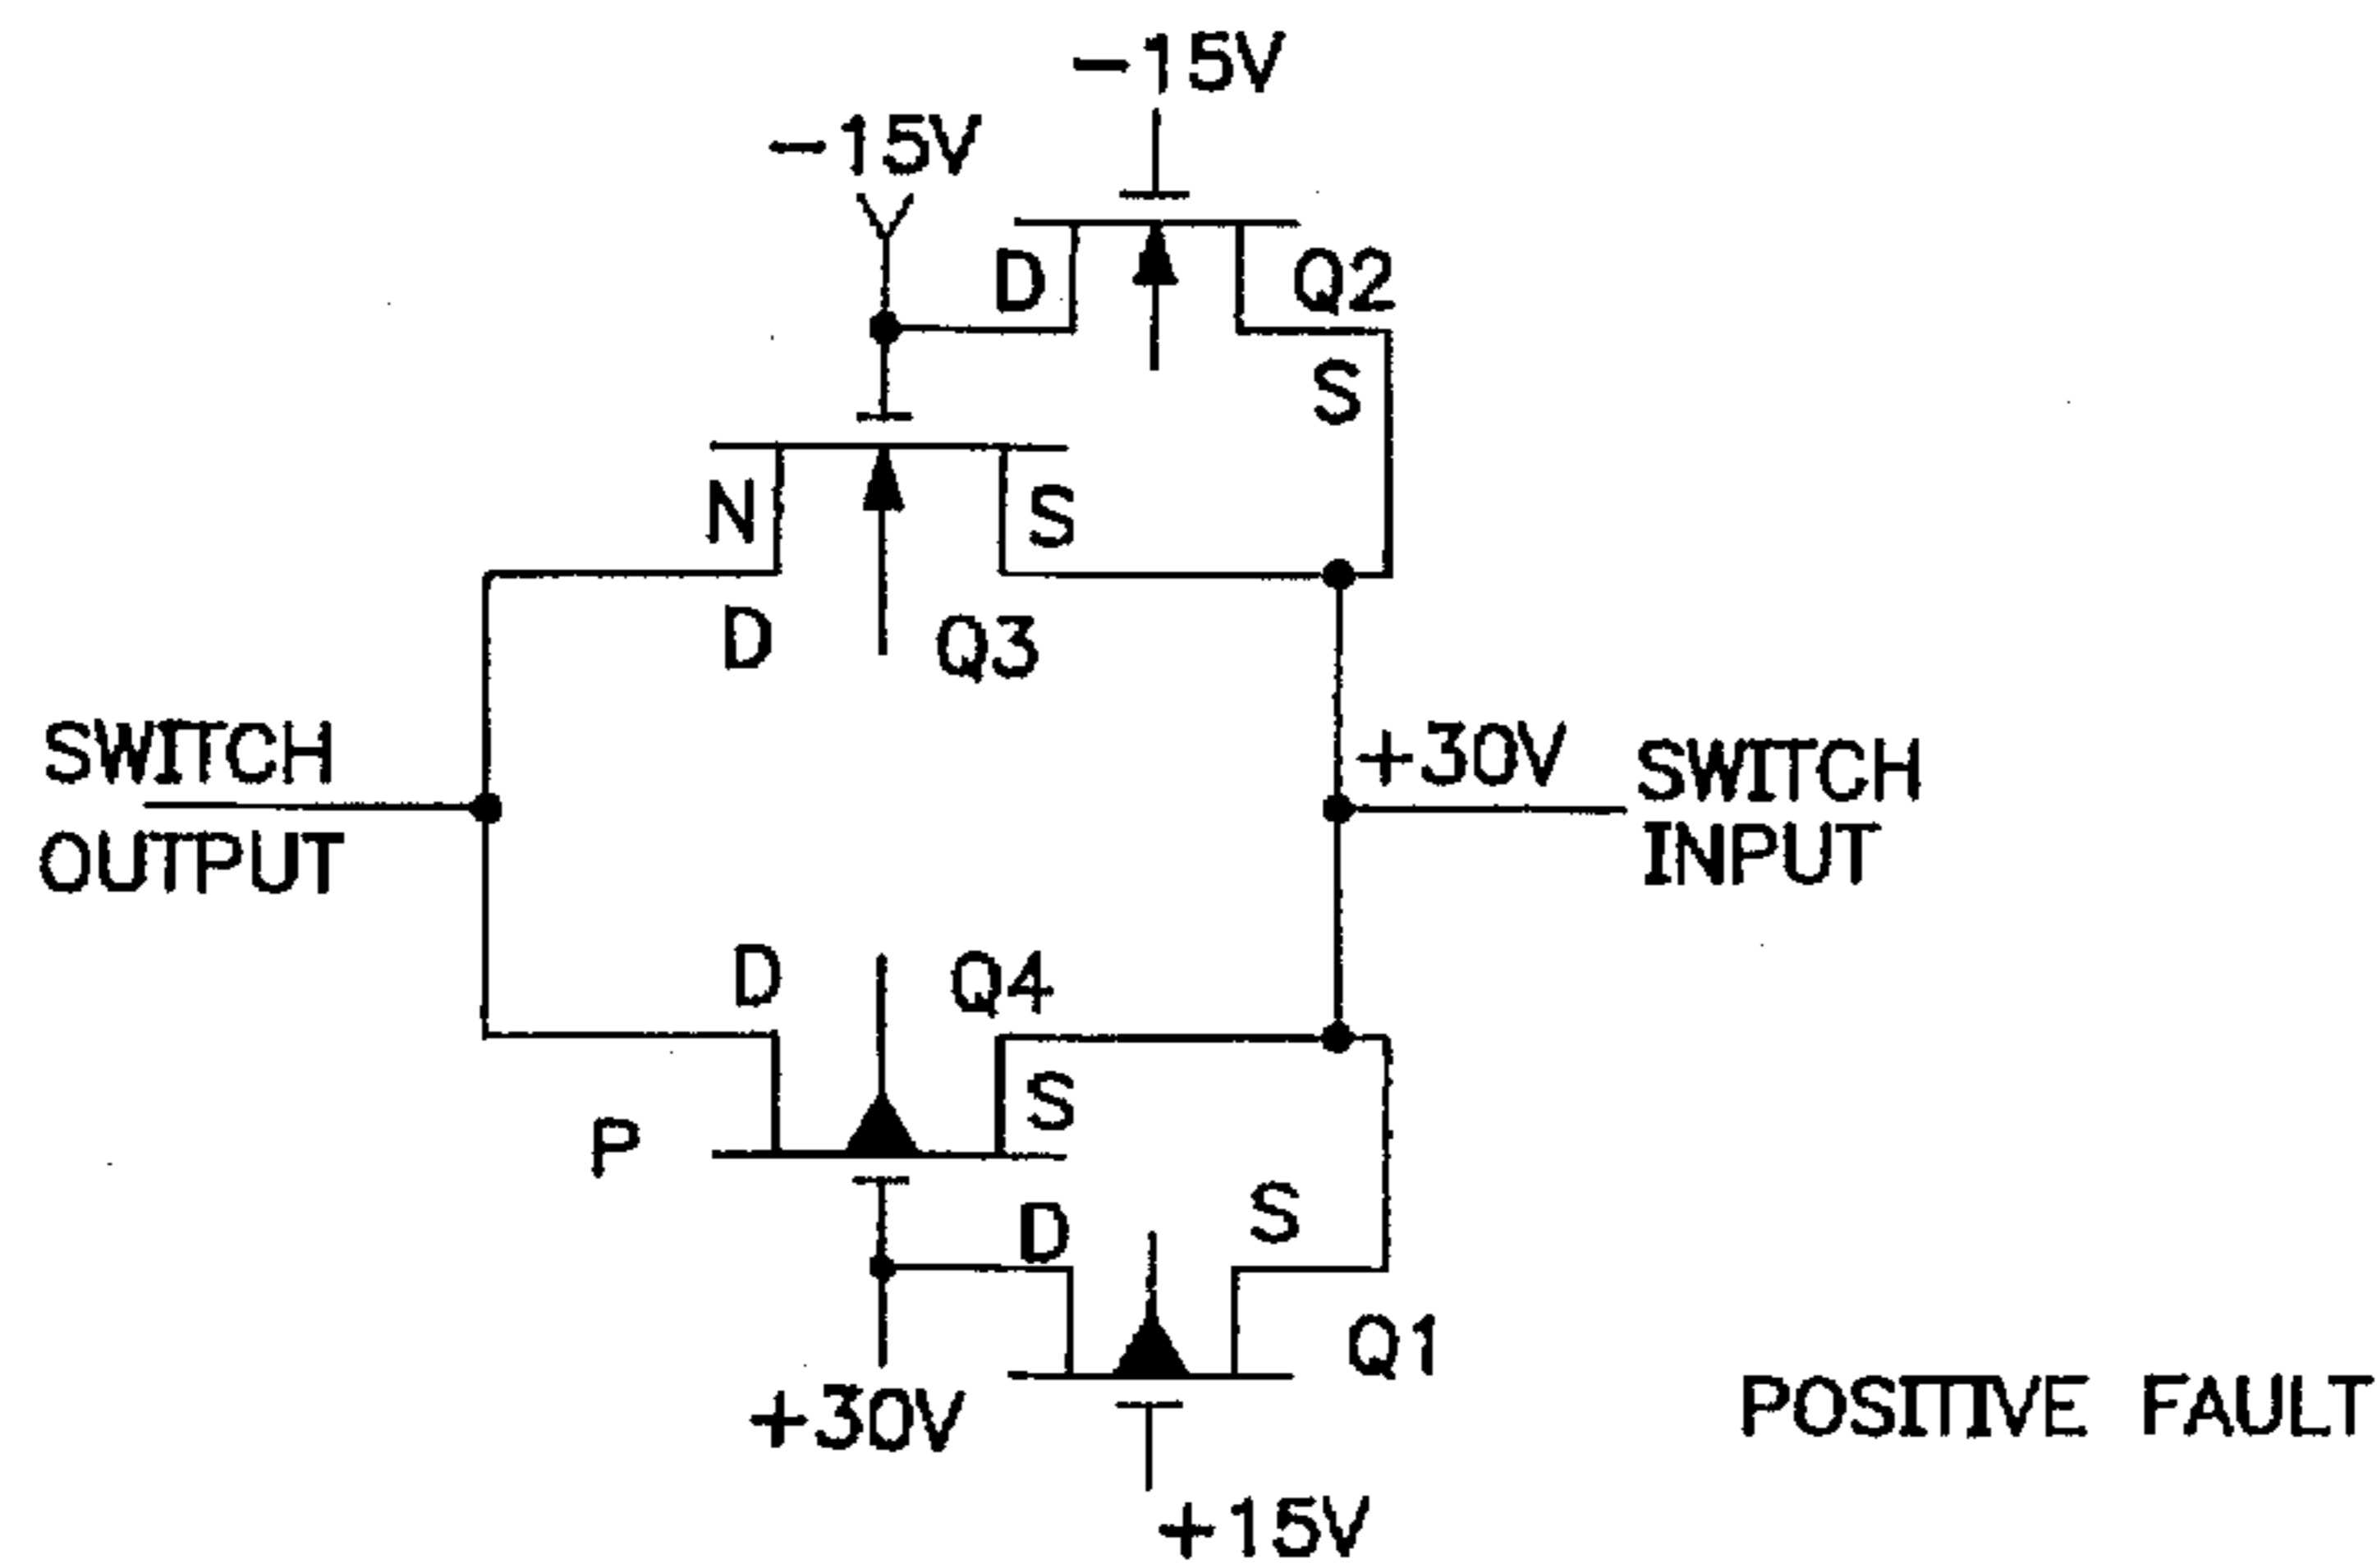 -15V
-15V
D
Q2
S
N
S
D
Q3
SWITCH
OUTPUT
+30V
SWITCH
INPUT
D
Q4
S
P
D
S
Q1
+30V
POSITIVE FAULT
+15V